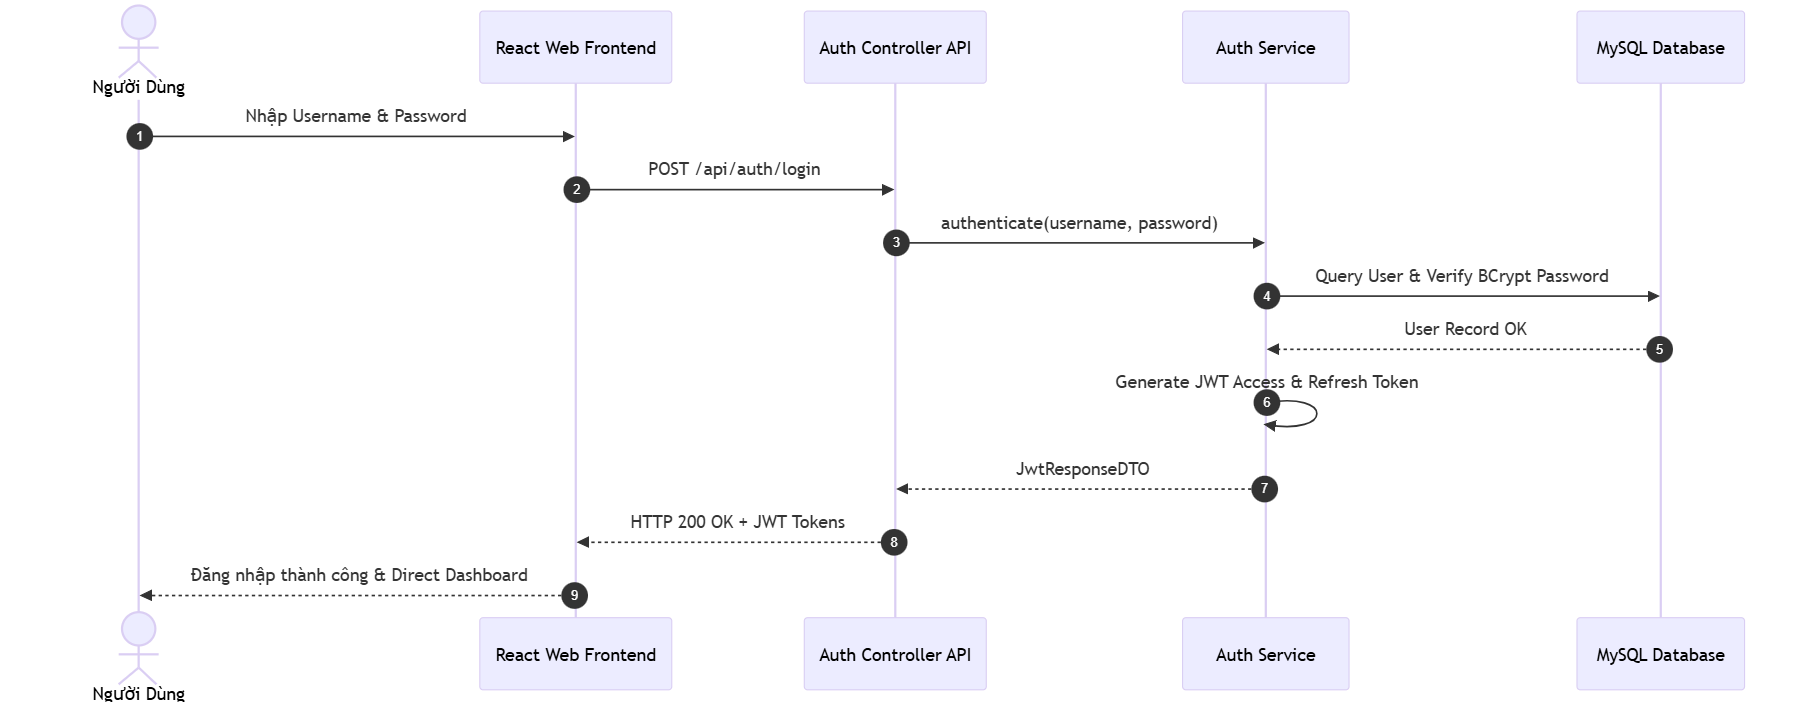 Người Dùng
React Web Frontend
Auth Controller API
Auth Service
MySQL Database
Nhập Username & Password
1
POST /api/auth/login
2
authenticate(username, password)
3
Query User & Verify BCrypt Password
4
User Record OK
5
Generate JWT Access & Refresh Token
6
JwtResponseDTO
7
HTTP 200 OK + JWT Tokens
8
Đăng nhập thành công & Direct Dashboard
9
Người Dùng
React Web Frontend
Auth Controller API
Auth Service
MySQL Database